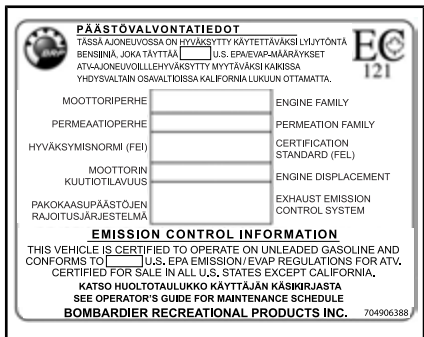 PÄÄSTÖVALVONTATIEDOT
TÄSSÄ AJONEUVOSSA ON HYVÄKSYTTY KÄYTETTÄVÄKSI LYIJYTÖNTÄ
BENSIINIÄ, JOKA TÄYTTÄÄ U.S. EPA/EVAP-MÄÄRÄYKSET
ATV-AJONEUVOILLLEHYVÄKSYTTY MYYTÄVÄKSI KAIKISSA
YHDYSVALTAIN OSAVALTIOISSA KALIFORNIA LUKUUN OTTAMATTA.
BRP
EC
121
MOOTTORIPERHE ENGINE FAMILY
PERMEAATIOPERHE PERMEATION FAMILY
HYVÄKSYMISNORMI (FEI) CERTIFICATION
STANDARD (FEL)
MOOTTORIN
KUUTIOTILAVUUS ENGINE DISPLACEMENT
PAKOKAASUPÄÄSTÖJEN
RAJOITUSJÄRJESTELMÄ EXHAUST EMISSION
CONTROL SYSTEM
EMISSION CONTROL INFORMATION
THIS VEHICLE IS CERTIFIED TO OPERATE ON UNLEADED GASOLINE AND
CONFORMS TO U.S. EPA EMISSION/EVAP REGULATIONS FOR ATV.
CERTIFIED FOR SALE IN ALL U.S. STATES EXCEPT CALIFORNIA.
KATSO HUOLTOTAULUKKO KÄYTTÄJÄN KÄSIKIRJASTA
SEE OPERATOR'S GUIDE FOR MAINTENANCE SCHEDULE
BOMBARDIER RECREATIONAL PRODUCTS INC. 704906388